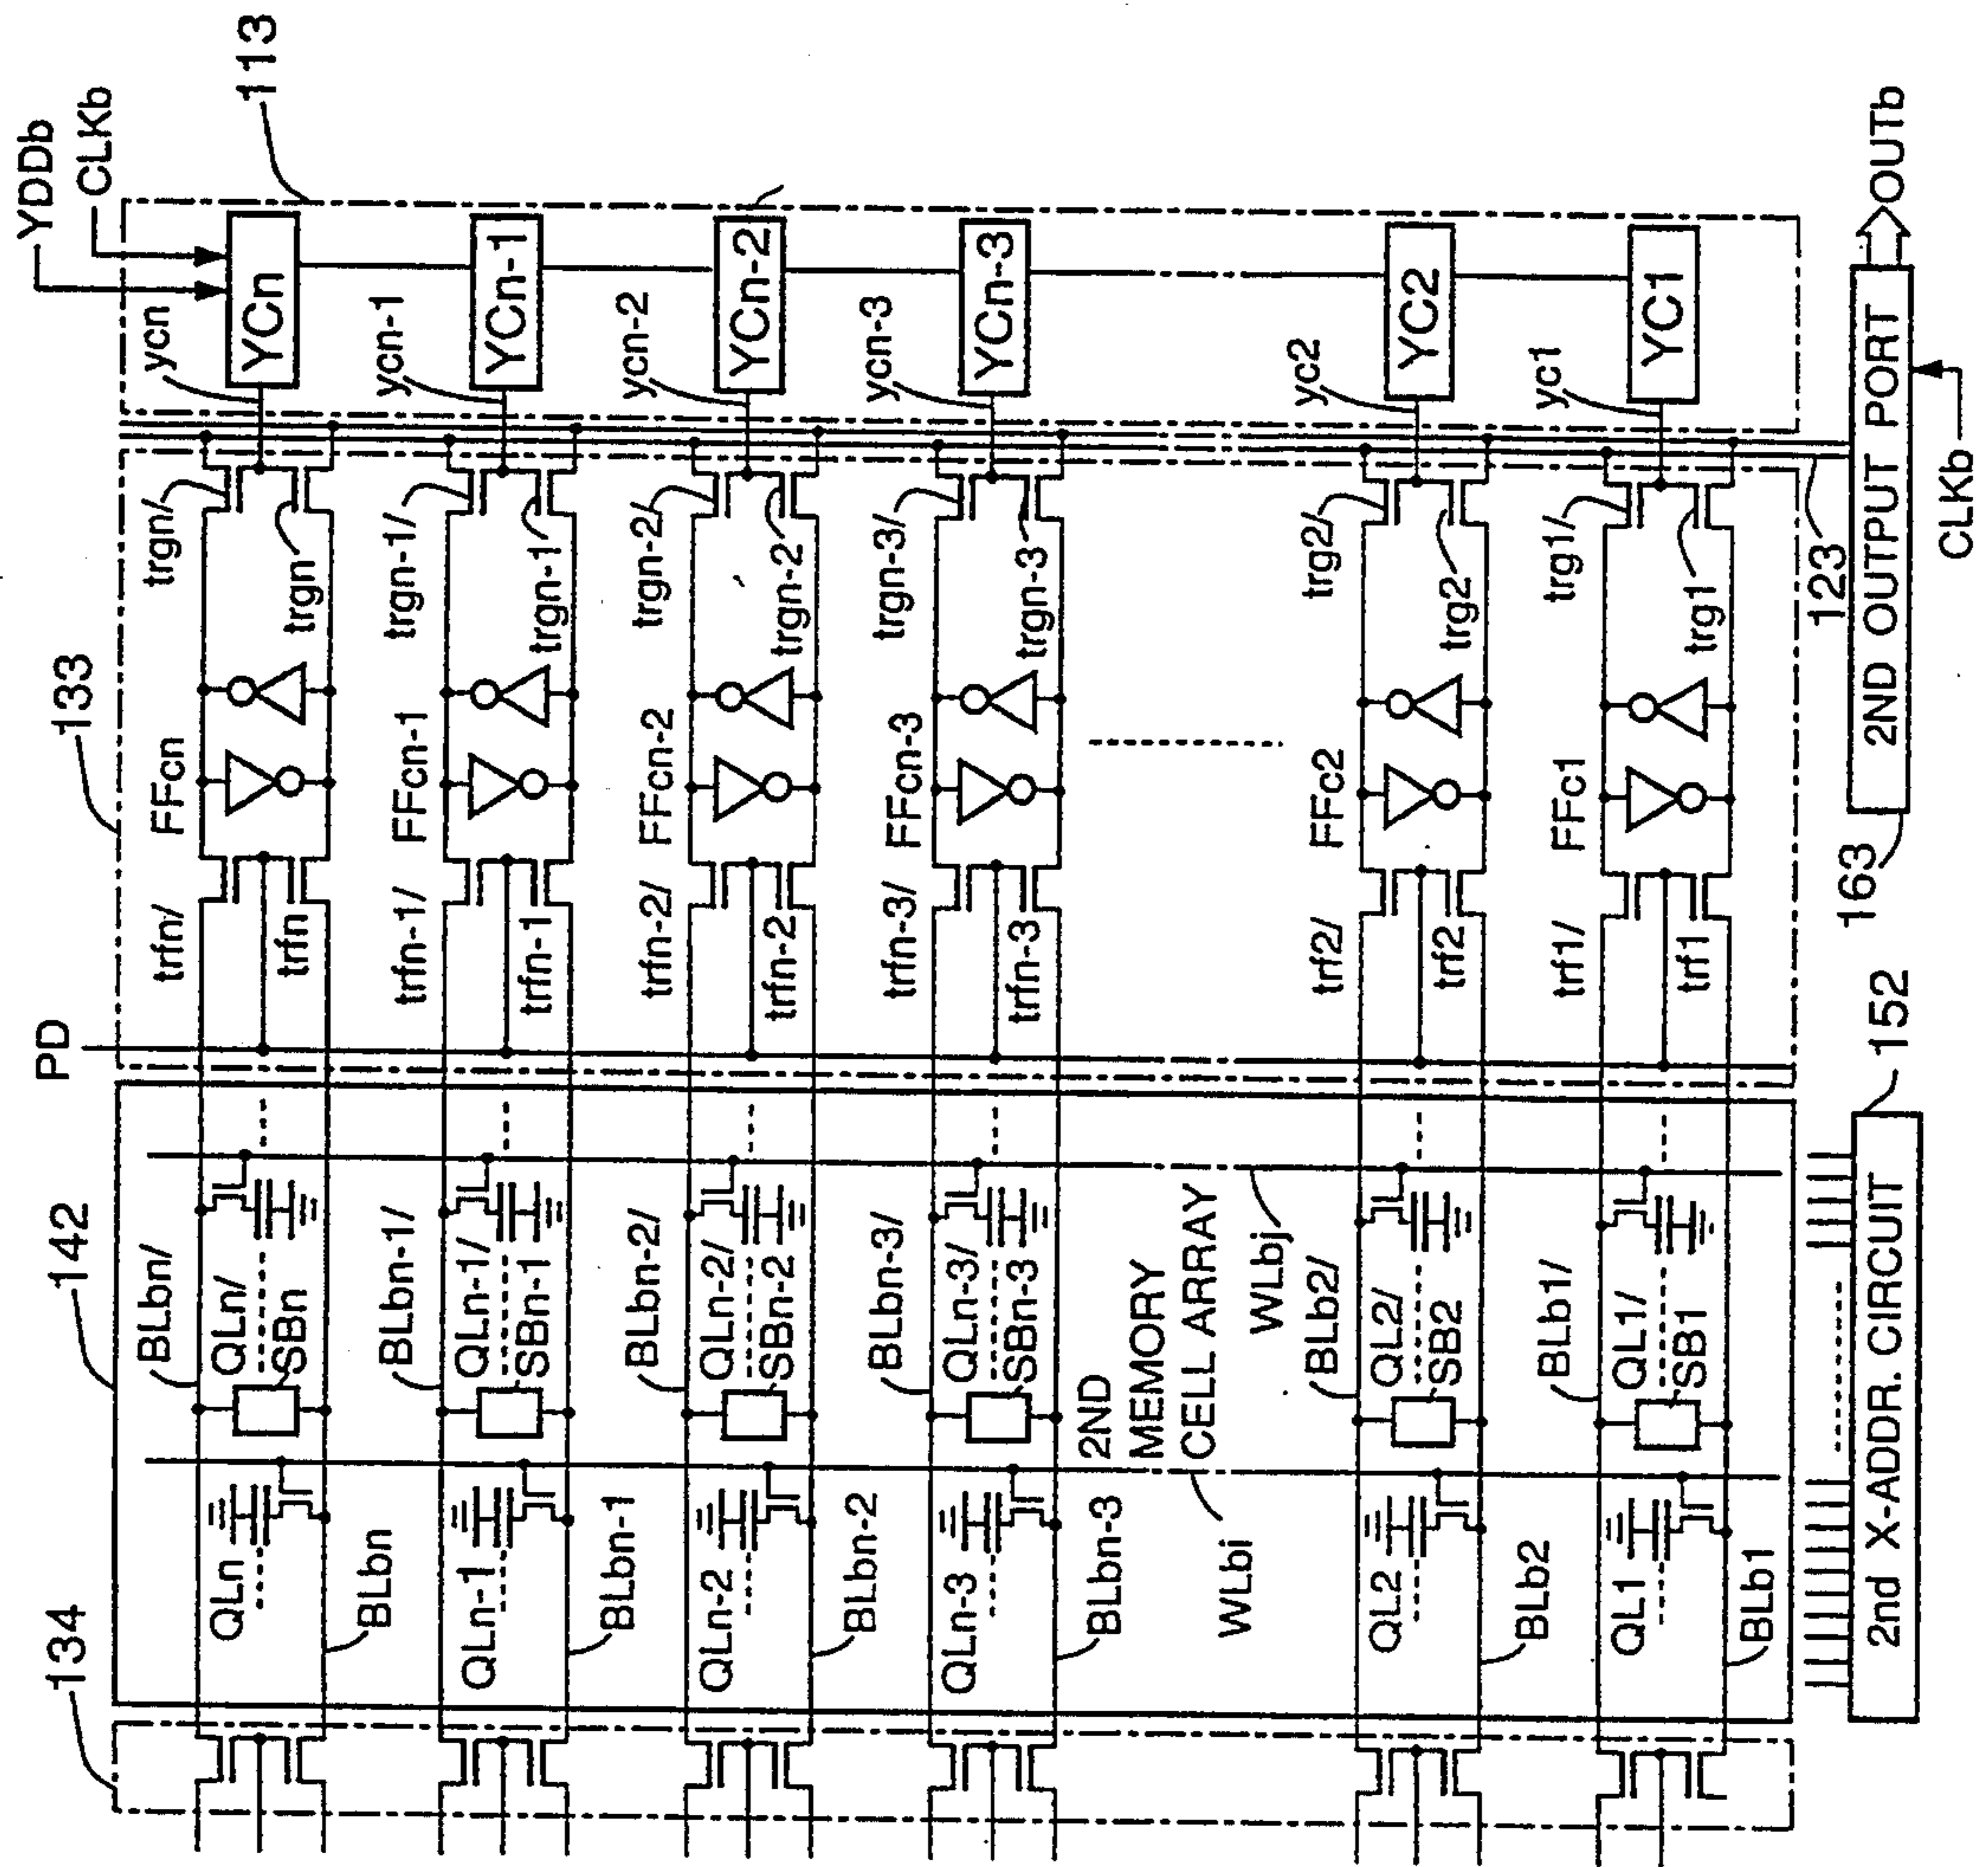 134
142
133
113
PD
YDDb
CLKb
BLbn/
QLn
QLn/
SBn
BLbn
trfn/
trfn
FFcn
trgn/
trgn
ycn
YCn
BLbn-1/
QLn-1
QLn-1/
SBn-1
BLbn-1
trfn-1/
trfn-1
FFcn-1
trgn-1/
trgn-1
ycn-1
YCn-1
BLbn-2/
QLn-2
QLn-2/
SBn-2
BLbn-2
trfn-2/
trfn-2
FFcn-2
trgn-2/
trgn-2
ycn-2
YCn-2
BLbn-3/
QLn-3
QLn-3/
SBn-3
BLbn-3
trfn-3/
trfn-3
FFcn-3
trgn-3/
trgn-3
ycn-3
YCn-3
2ND
MEMORY
CELL ARRAY
WLbi
WLbj
BLb2/
QL2
QL2/
SB2
BLb2
trf2/
trf2
FFc2
trg2/
trg2
yc2
YC2
BLb1/
QL1
QL1/
SB1
BLb1
trf1/
trf1
FFc1
trg1/
trg1
yc1
YC1
2nd X-ADDR. CIRCUIT
152
163
123
2ND OUTPUT PORT
OUTb
CLKb